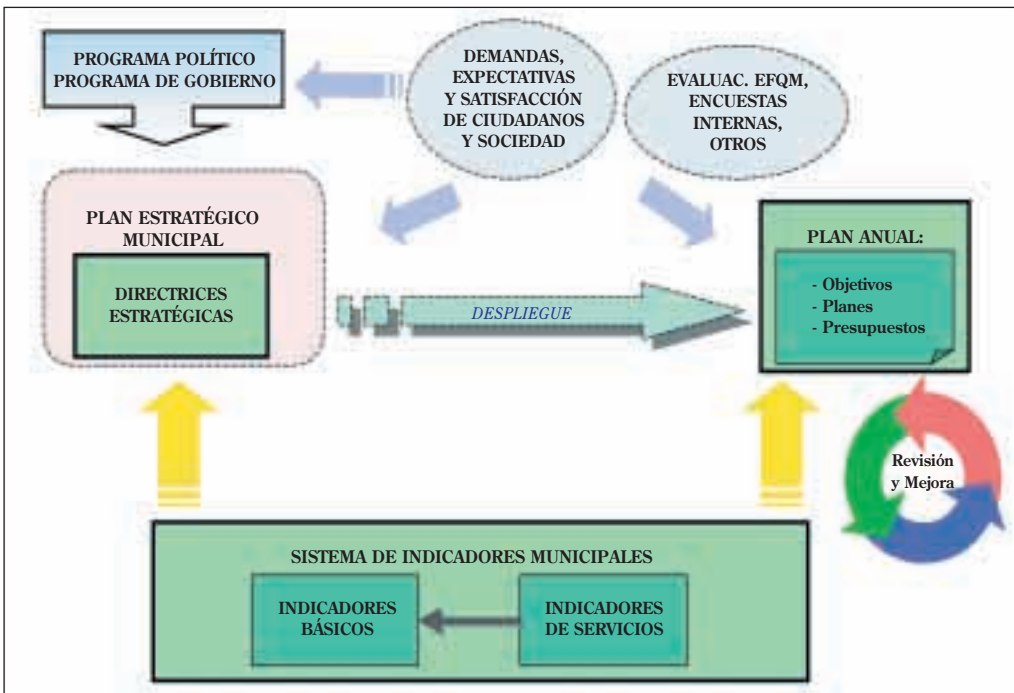 PROGRAMA POLÍTICO
PROGRAMA DE GOBIERNO
DEMANDAS,
EXPECTATIVAS
Y SATISFACCIÓN
DE CIUDADANOS
Y SOCIEDAD
EVALUAC. EFQM,
ENCUESTAS
INTERNAS,
OTROS
PLAN ESTRATÉGICO
MUNICIPAL
DIRECTRICES
ESTRATÉGICAS
DESPLIEGUE
PLAN ANUAL:
- Objetivos
- Planes
- Presupuestos
Revisión
y Mejora
SISTEMA DE INDICADORES MUNICIPALES
INDICADORES
BÁSICOS
INDICADORES
DE SERVICIOS